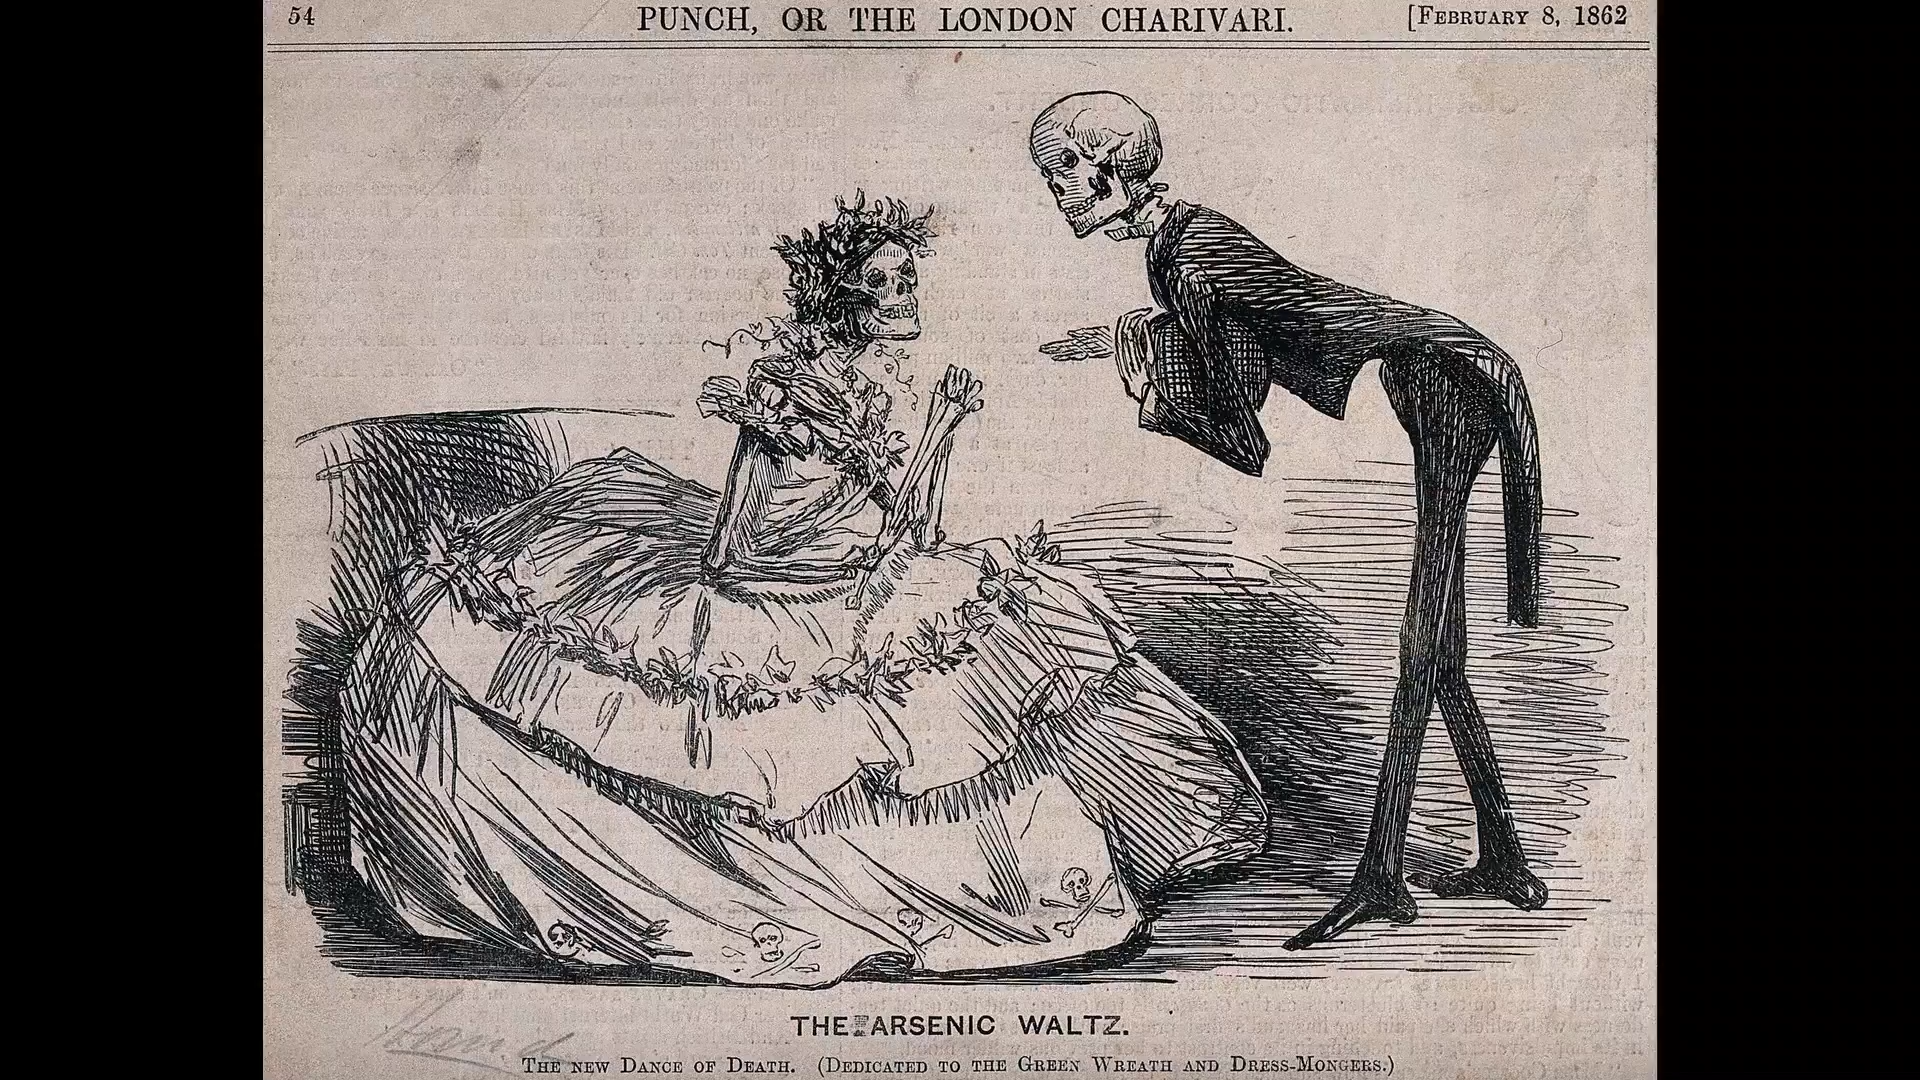 54 PUNCH, OR THE LONDON CHARIVARI. [FEBRUARY 8, 1862
THE ARSENIC WALTZ.
THE NEW DANCE OF DEATH. (DEDICATED TO THE GREEN WREATH AND DRESS-MONGERS.)